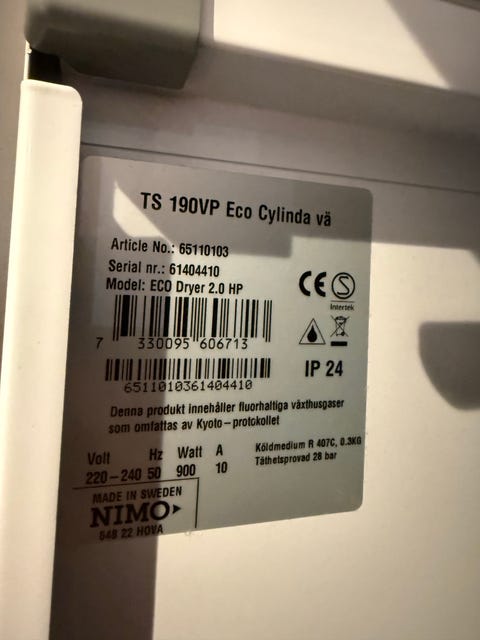 TS 190VP Eco Cylinda vä
Article No.: 65110103
Serial nr.: 61404410
Model: ECO Dryer 2.0 HP
CE S
Intertek
7 330095 606713
IP 24
6511010361404410
Denna produkt innehåller fluorhaltiga växthusgaser
som omfattas av Kyoto-protkollet
Volt Hz Watt A
220-240 50 900 10
Köldmedium R 407C, 0.3KG
Täthetsprovad 28 bar
MADE IN SWEDEN
NIMO
548 22 HOVA